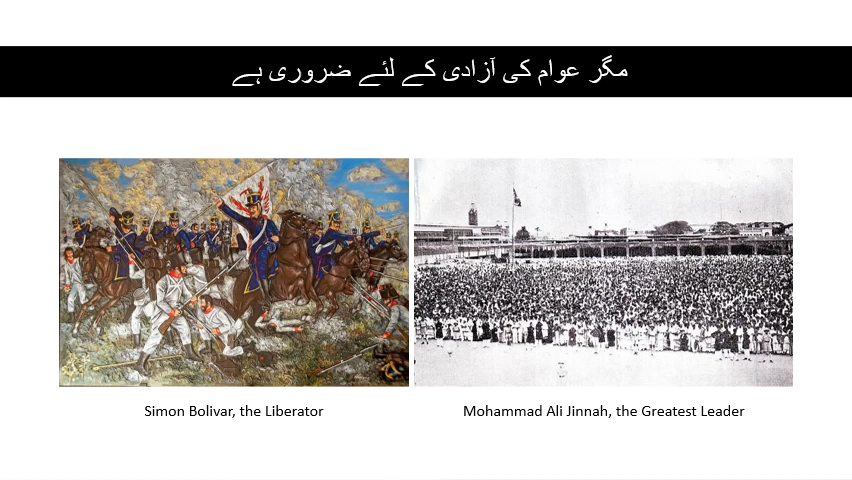 مگر عوام کی آزادی کے لئے ضروری ہے
Simon Bolivar, the Liberator
Mohammad Ali Jinnah, the Greatest Leader